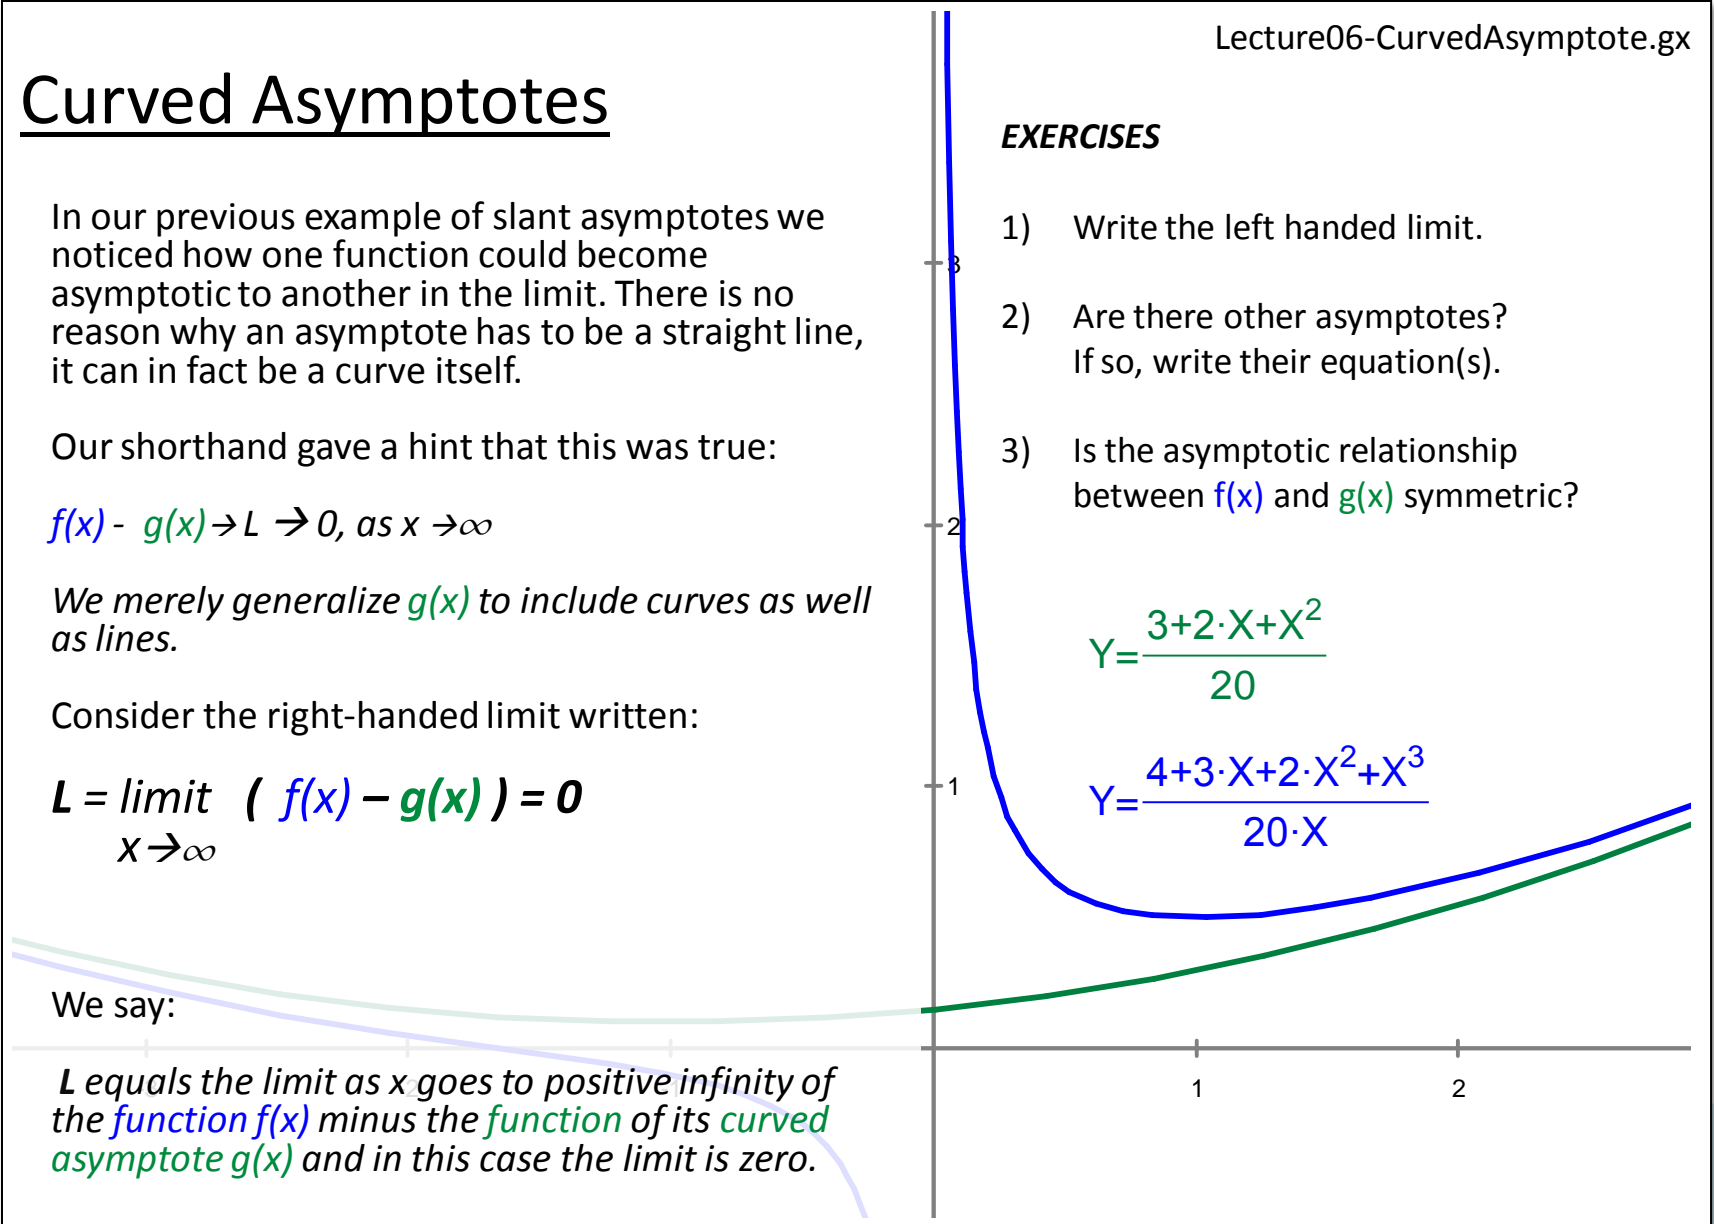 Lecture06-CurvedAsymptote.gx
Curved Asymptotes
In our previous example of slant asymptotes we
noticed how one function could become
asymptotic to another in the limit. There is no
reason why an asymptote has to be a straight line,
it can in fact be a curve itself.
Our shorthand gave a hint that this was true:
f(x) - g(x)→ L → 0, as x →∞
We merely generalize g(x) to include curves as well
as lines.
Consider the right-handed limit written:
L = limit ( f(x) – g(x) ) = 0
x→∞
We say:
L equals the limit as x goes to positive infinity of
the function f(x) minus the function of its curved
asymptote g(x) and in this case the limit is zero.
EXERCISES
1) Write the left handed limit.
2) Are there other asymptotes?
If so, write their equation(s).
3) Is the asymptotic relationship
between f(x) and g(x) symmetric?
Y=(3+2·X+X²)/20
Y=(4+3·X+2·X²+X³)/(20·X)
3
2
1
1
2